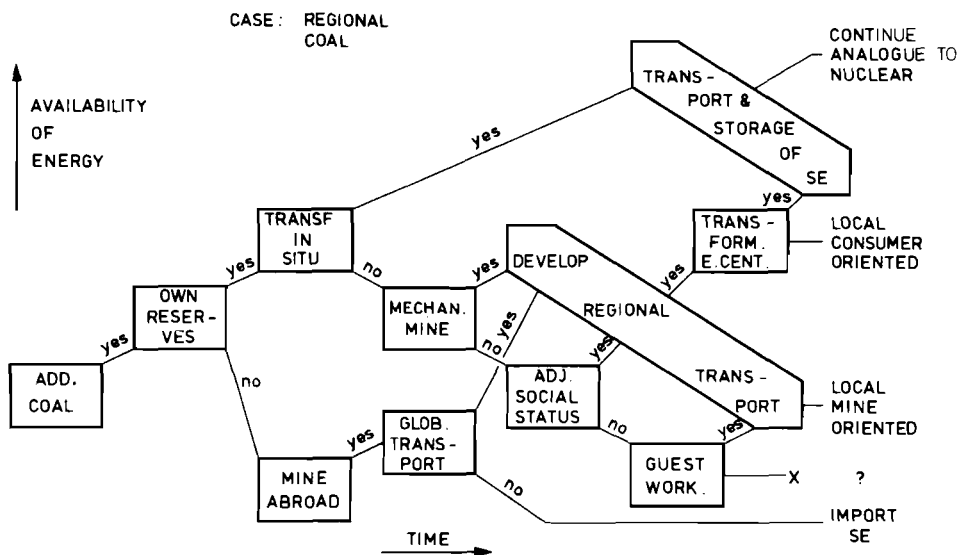 CASE: REGIONAL
COAL
CONTINUE
ANALOGUE TO
NUCLEAR
AVAILABILITY
OF
ENERGY
TRANS-
PORT &
STORAGE
OF
SE
yes
yes
TRANSF
IN
SITU
TRANS-
FORM.
E.CENT.
LOCAL
CONSUMER
ORIENTED
yes
no
yes
DEVELOP
yes
OWN
RESER-
VES
MECHAN.
MINE
REGIONAL
yes
yes
no
yes
ADD.
COAL
no
ADJ.
SOCIAL
STATUS
TRANS-
PORT
LOCAL
MINE
ORIENTED
yes
GLOB.
TRANS-
PORT
no
yes
MINE
ABROAD
GUEST
WORK.
X ?
no
IMPORT
SE
TIME